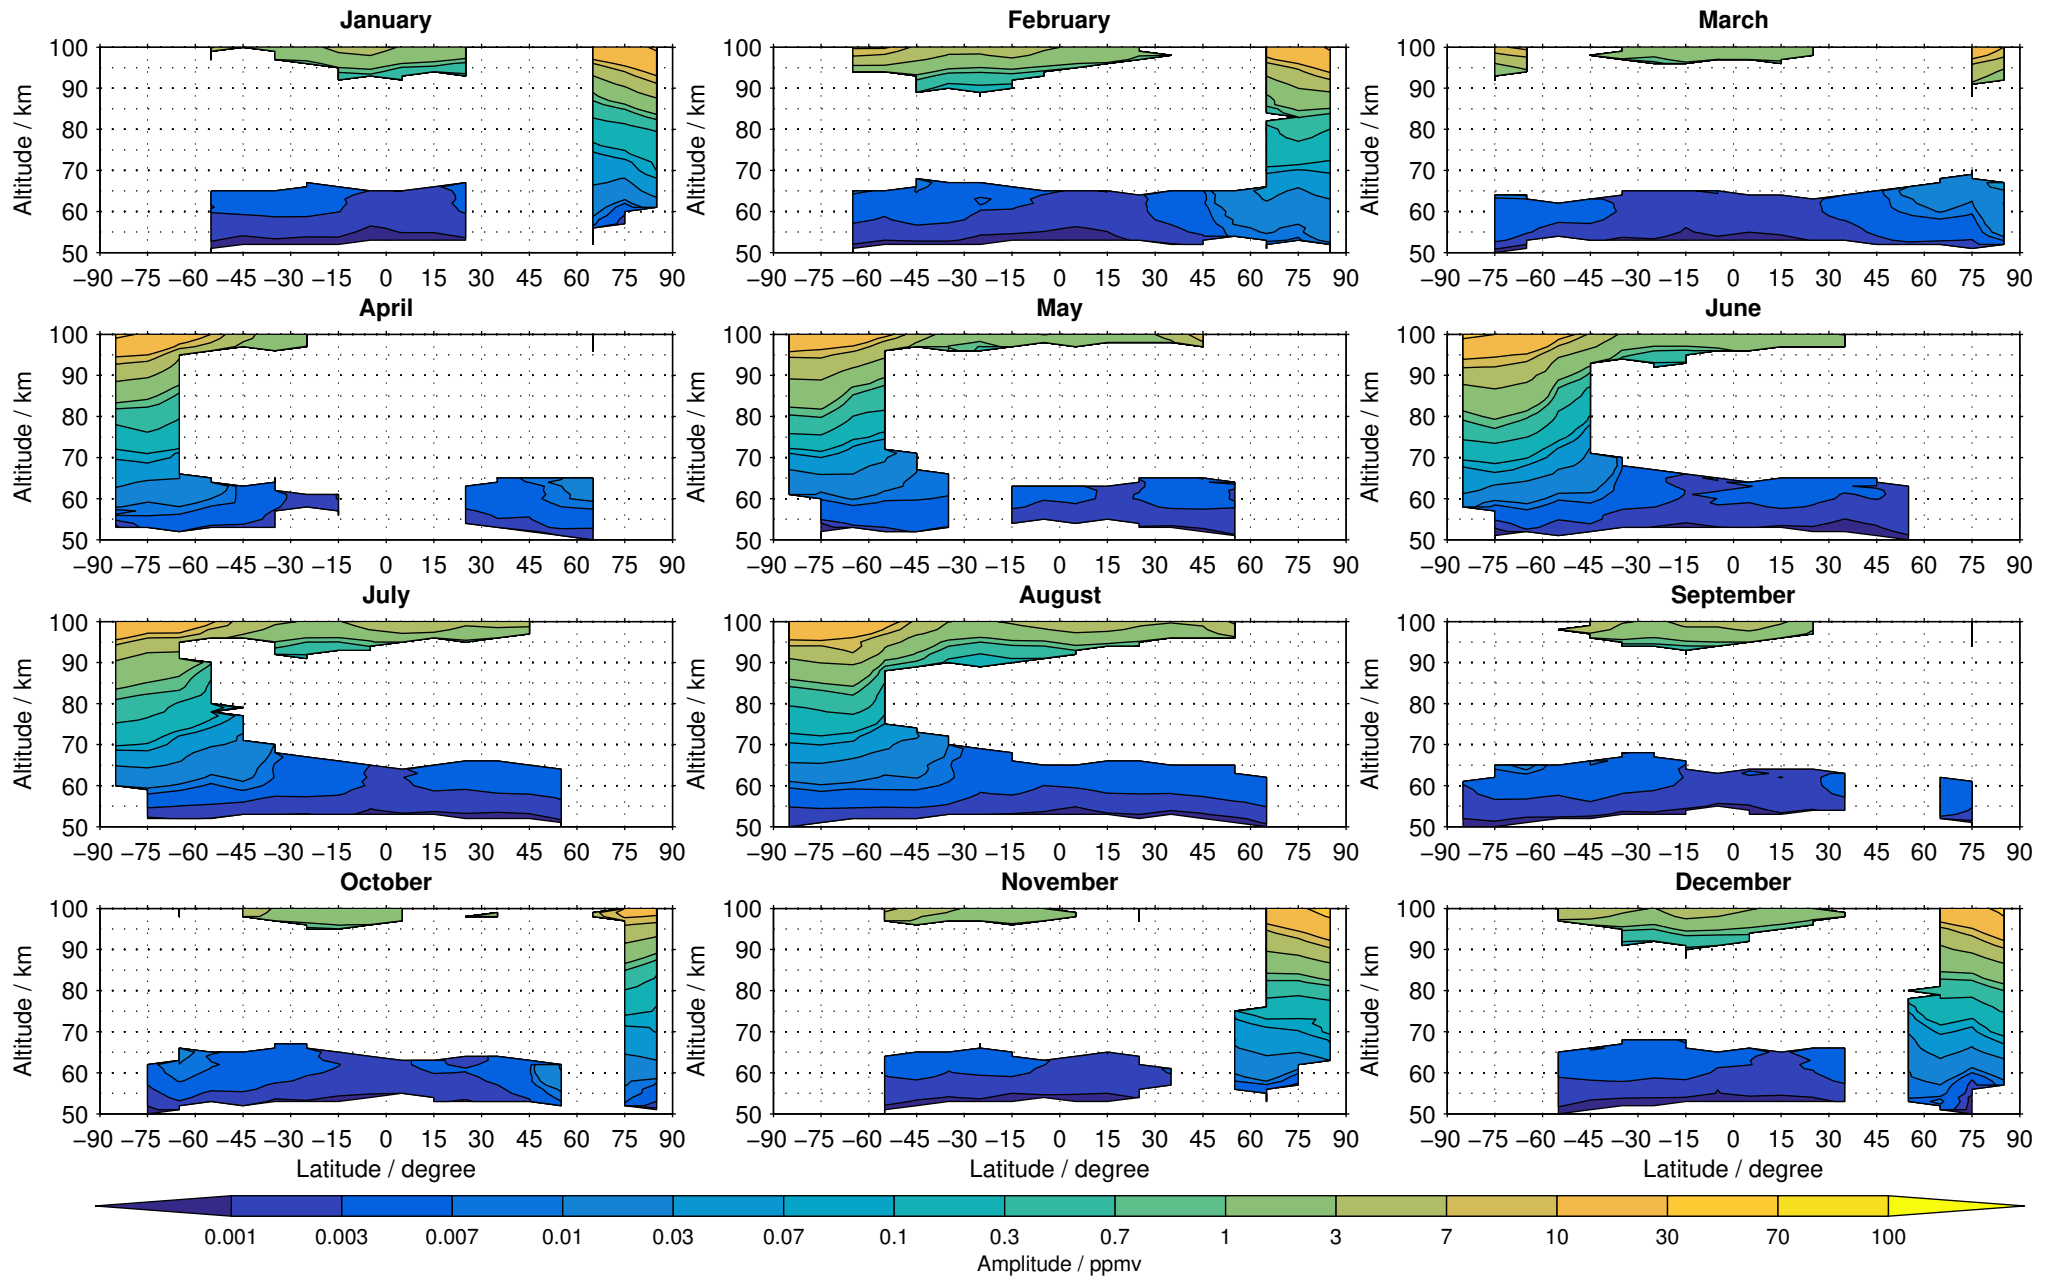 January February March
100 100 100
90 90 90
80 80 80
70 70 70
60 60 60
50 50 50
Altitude / km Altitude / km Altitude / km
−90 −75 −60 −45 −30 −15 0 15 30 45 60 75 90 −90 −75 −60 −45 −30 −15 0 15 30 45 60 75 90 −90 −75 −60 −45 −30 −15 0 15 30 45 60 75 90
April May June
100 100 100
90 90 90
80 80 80
70 70 70
60 60 60
50 50 50
Altitude / km Altitude / km Altitude / km
−90 −75 −60 −45 −30 −15 0 15 30 45 60 75 90 −90 −75 −60 −45 −30 −15 0 15 30 45 60 75 90 −90 −75 −60 −45 −30 −15 0 15 30 45 60 75 90
July August September
100 100 100
90 90 90
80 80 80
70 70 70
60 60 60
50 50 50
Altitude / km Altitude / km Altitude / km
−90 −75 −60 −45 −30 −15 0 15 30 45 60 75 90 −90 −75 −60 −45 −30 −15 0 15 30 45 60 75 90 −90 −75 −60 −45 −30 −15 0 15 30 45 60 75 90
October November December
100 100 100
90 90 90
80 80 80
70 70 70
60 60 60
50 50 50
Altitude / km Altitude / km Altitude / km
−90 −75 −60 −45 −30 −15 0 15 30 45 60 75 90 −90 −75 −60 −45 −30 −15 0 15 30 45 60 75 90 −90 −75 −60 −45 −30 −15 0 15 30 45 60 75 90
Latitude / degree Latitude / degree Latitude / degree
0.001 0.003 0.007 0.01 0.03 0.07 0.1 0.3 0.7 1 3 7 10 30 70 100
Amplitude / ppmv